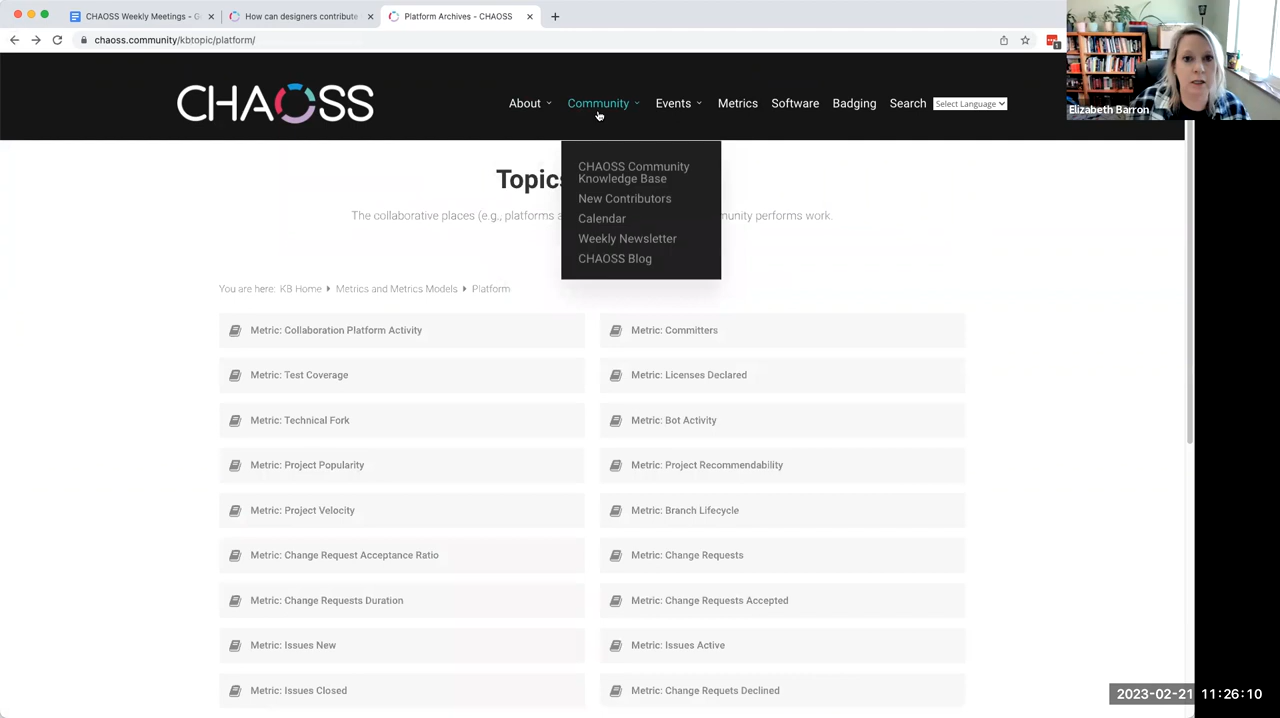 CHAOSS Weekly Meetings - G
How can designers contribute
Platform Archives - CHAOSS
chaoss.community/kbtopic/platform/
CHAOSS
About
Community
Events
Metrics
Software
Badging
Search
Select Language
Elizabeth Barron
CHAOSS Community
Knowledge Base
New Contributors
Calendar
Weekly Newsletter
CHAOSS Blog
Topics
The collaborative places (e.g., platforms
munity performs work.
You are here: KB Home Metrics and Metrics Models Platform
Metric: Collaboration Platform Activity
Metric: Committers
Metric: Test Coverage
Metric: Licenses Declared
Metric: Technical Fork
Metric: Bot Activity
Metric: Project Popularity
Metric: Project Recommendability
Metric: Project Velocity
Metric: Branch Lifecycle
Metric: Change Request Acceptance Ratio
Metric: Change Requests
Metric: Change Requests Duration
Metric: Change Requests Accepted
Metric: Issues New
Metric: Issues Active
Metric: Issues Closed
Metric: Change Requets Declined
2023-02-21 11:26:10